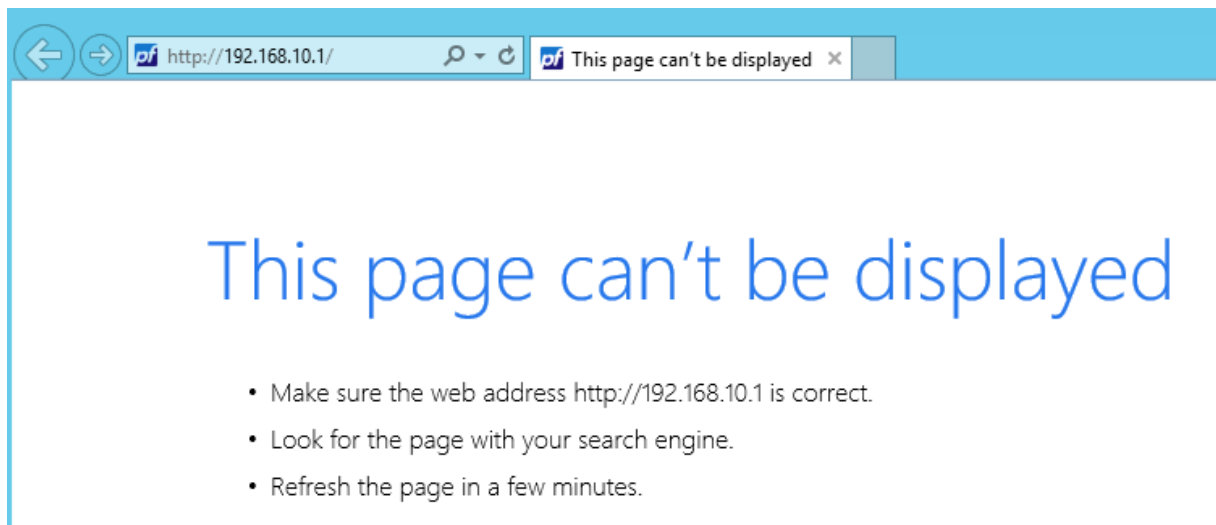 pf http://192.168.10.1/
pf This page can't be displayed
This page can't be displayed
• Make sure the web address http://192.168.10.1 is correct.
• Look for the page with your search engine.
• Refresh the page in a few minutes.